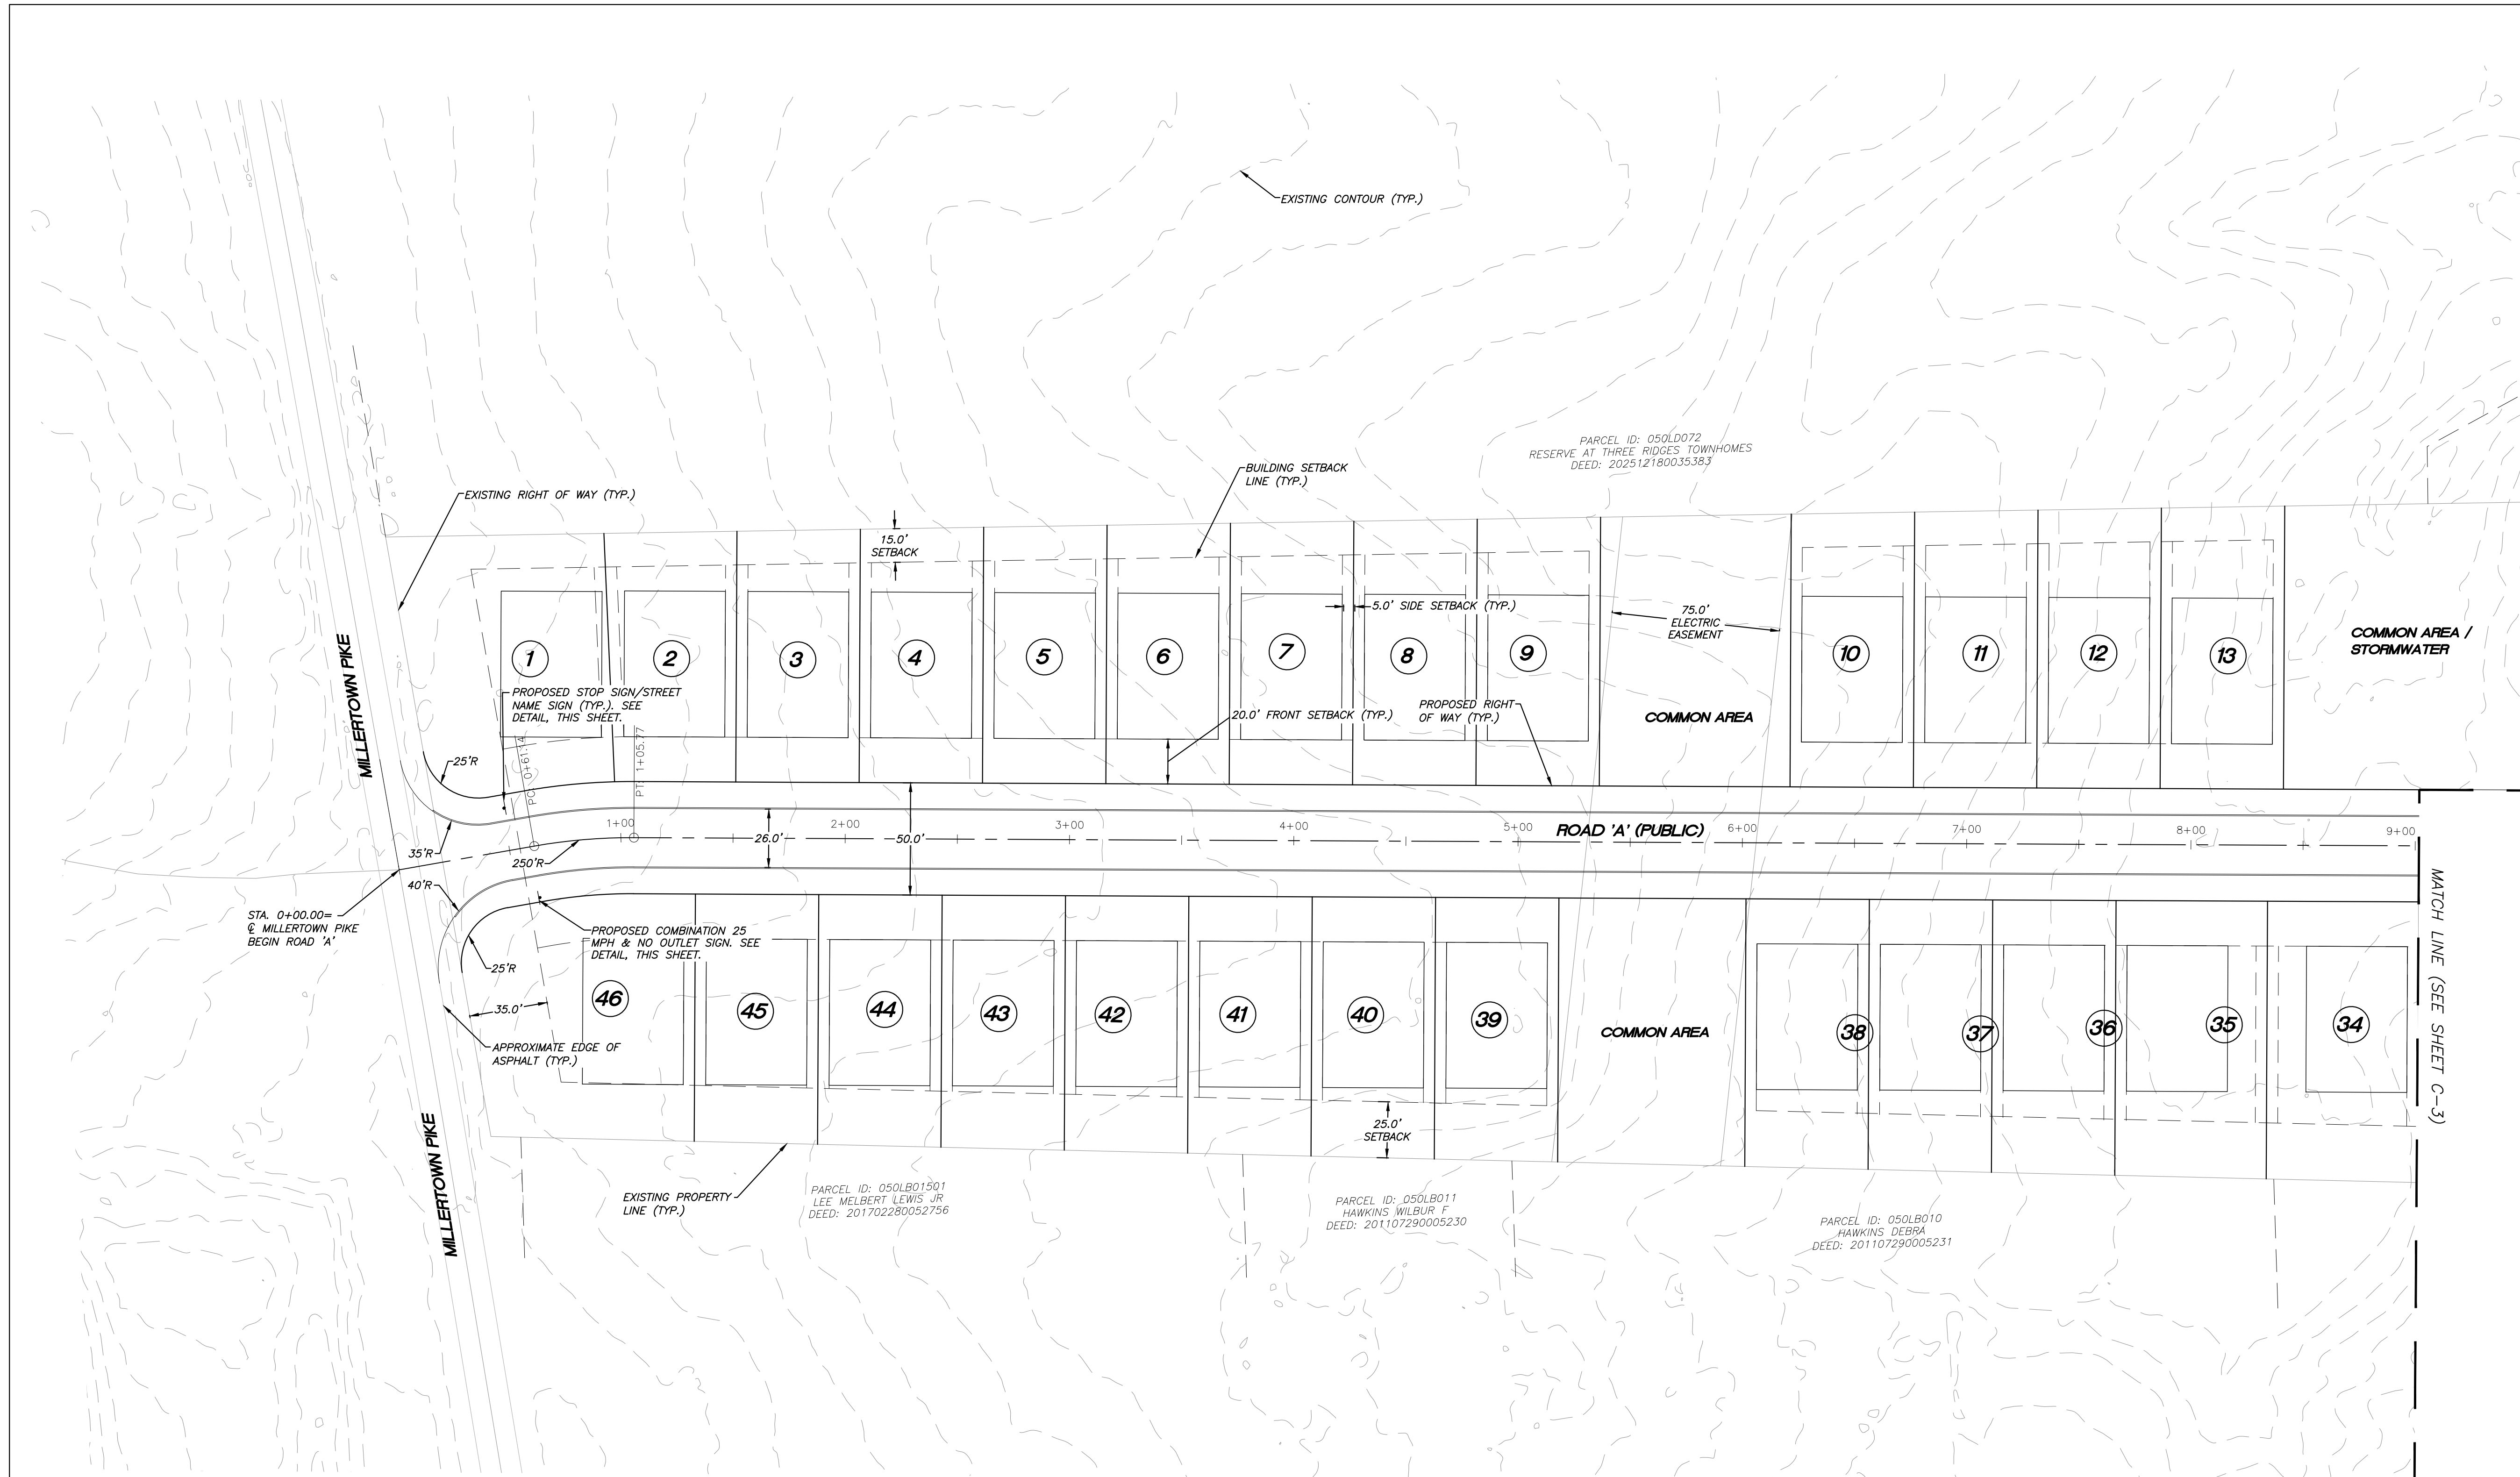 EXISTING CONTOUR (TYP.)
PARCEL ID: 050LD072
RESERVE AT THREE RIDGES TOWNHOMES
DEED: 202512180035383
BUILDING SETBACK
LINE (TYP.)
EXISTING RIGHT OF WAY (TYP.)
15.0'
SETBACK
5.0' SIDE SETBACK (TYP.)
75.0'
ELECTRIC
EASEMENT
COMMON AREA /
STORMWATER
1
2
3
4
5
6
7
8
9
10
11
12
13
MILLERTOWN PIKE
PROPOSED STOP SIGN/STREET
NAME SIGN (TYP.). SEE
DETAIL, THIS SHEET.
20.0' FRONT SETBACK (TYP.)
PROPOSED RIGHT
OF WAY (TYP.)
COMMON AREA
25'R
PC: 0+61.14
PT: 1+05.77
1+00
2+00
3+00
4+00
5+00
ROAD 'A' (PUBLIC)
6+00
7+00
8+00
9+00
26.0'
50.0'
35'R
250'R
40'R
STA. 0+00.00=
℄ MILLERTOWN PIKE
BEGIN ROAD 'A'
PROPOSED COMBINATION 25
MPH & NO OUTLET SIGN. SEE
DETAIL, THIS SHEET.
25'R
35.0'
46
45
44
43
42
41
40
39
COMMON AREA
38
37
36
35
34
MATCH LINE (SEE SHEET C-3)
APPROXIMATE EDGE OF
ASPHALT (TYP.)
25.0'
SETBACK
MILLERTOWN PIKE
EXISTING PROPERTY
LINE (TYP.)
PARCEL ID: 050LB01501
LEE MELBERT LEWIS JR
DEED: 201702280052756
PARCEL ID: 050LB011
HAWKINS WILBUR F
DEED: 201107290005230
PARCEL ID: 050LB010
HAWKINS DEBRA
DEED: 201107290005231